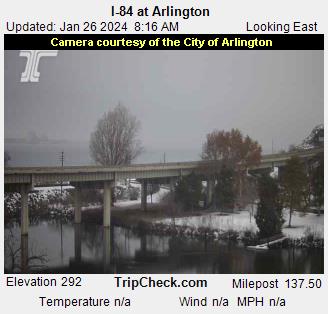 I-84 at Arlington
Updated: Jan 26 2024 8:16 AM Looking East
Camera courtesy of the City of Arlington
Elevation 292 TripCheck.com Milepost 137.50
Temperature n/a Wind n/a MPH n/a